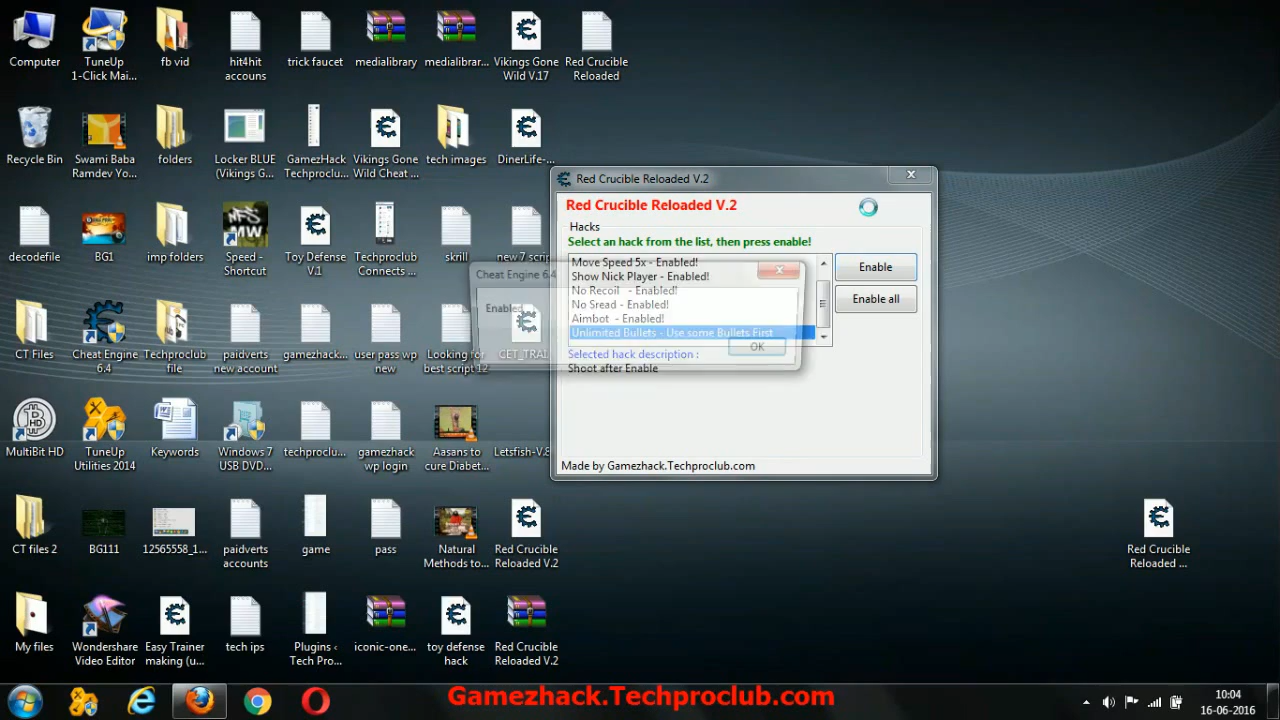 Computer
TuneUp
1-Click Mai...
fb vid
hit4hit
accouns
trick faucet
medialibrary
medialibrar...
Vikings Gone
Wild V.17
Red Crucible
Reloaded
Recycle Bin
Swami Baba
Ramdev Yo...
folders
Locker BLUE
(Vikings G...
GamezHack
Techproclu...
Vikings Gone
Wild Cheat ...
tech images
DinerLife-...
decodefile
BG1
imp folders
NFS
MW
Speed -
Shortcut
Toy Defense
V.1
Techproclub
Connects ...
skrill
new 7 script
CT Files
Cheat Engine
6.4
Techproclub
file
paidverts
new account
gamezhack...
user pass wp
new
Looking for
best script 12
CET_TRAI...
BHD
MultiBit HD
TuneUp
Utilities 2014
Keywords
Windows 7
USB DVD...
techproclu...
gamezhack
wp login
Aasans to
cure Diabet...
Letsfish-V.8
CT files 2
BG111
12565558_1...
paidverts
accounts
game
pass
Natural
Methods to...
Red Crucible
Reloaded V.2
Red Crucible
Reloaded ...
My files
Wondershare
Video Editor
Easy Trainer
making (u...
tech ips
Plugins ‹
Tech Pro...
iconic-one...
toy defense
hack
Red Crucible
Reloaded V.2
Red Crucible Reloaded V.2
Red Crucible Reloaded V.2
Hacks
Select an hack from the list, then press enable!
Move Speed 5x - Enabled!
Show Nick Player - Enabled!
No Recoil  - Enabled!
No Sread - Enabled!
Aimbot  - Enabled!
Unlimited Bullets - Use some Bullets First
Enable
Enable all
Selected hack description :
Shoot after Enable
Made by Gamezhack.Techproclub.com
Cheat Engine 6.4
Enabled
OK
Gamezhack.Techproclub.com
10:04
16-06-2016